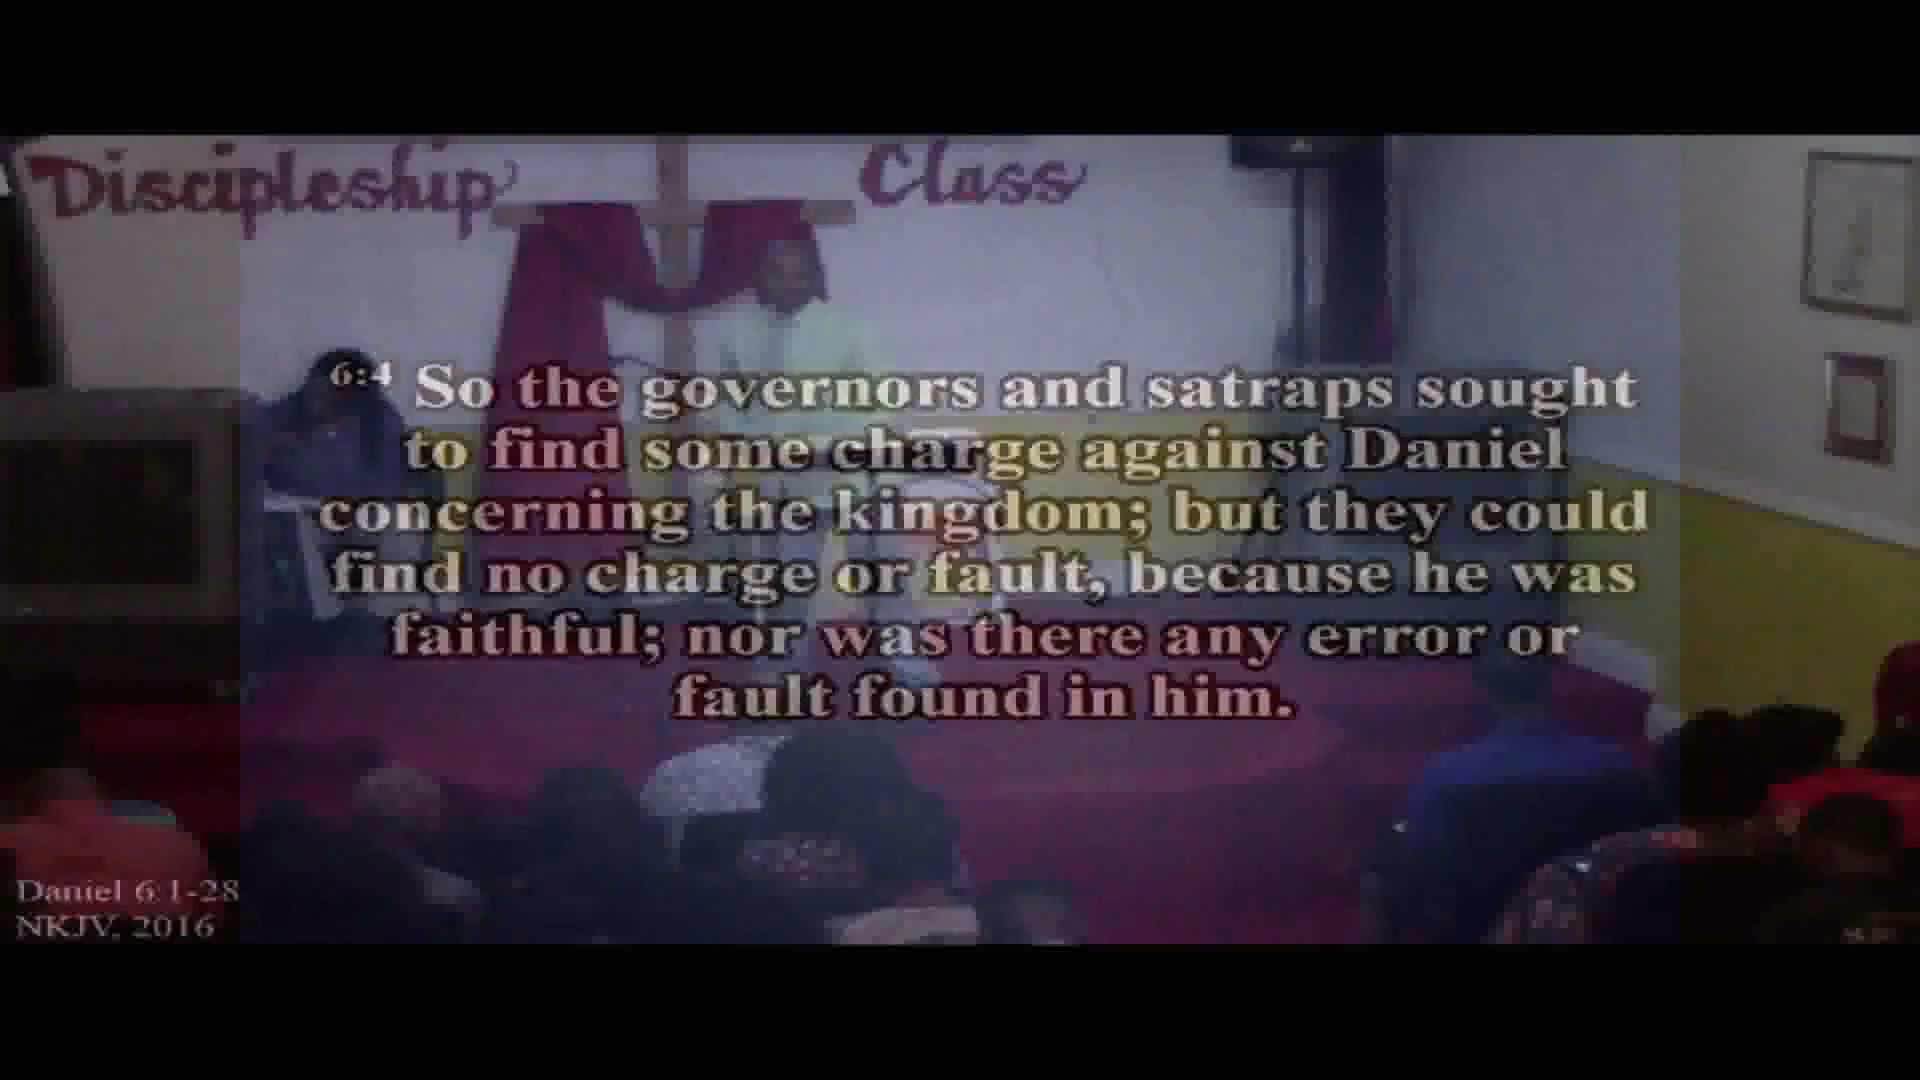 Discipleship Class
6:4 So the governors and satraps sought
to find some charge against Daniel
concerning the kingdom; but they could
find no charge or fault, because he was
faithful; nor was there any error or
fault found in him.
Daniel 6:1-28
NKJV, 2016